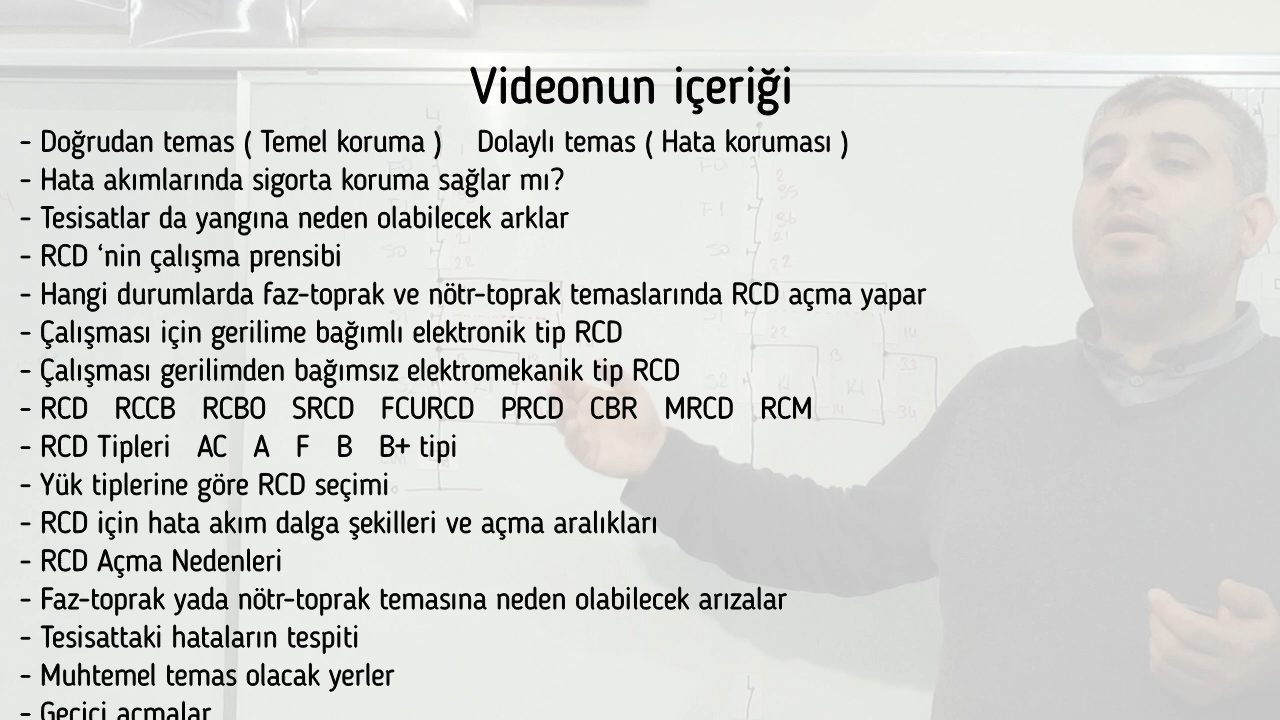 Videonun içeriği
- Doğrudan temas ( Temel koruma ) Dolaylı temas ( Hata koruması )
- Hata akımlarında sigorta koruma sağlar mı?
- Tesisatlar da yangına neden olabilecek arklar
- RCD ‘nin çalışma prensibi
- Hangi durumlarda faz-toprak ve nötr-toprak temaslarında RCD açma yapar
- Çalışması için gerilime bağımlı elektronik tip RCD
- Çalışması gerilimden bağımsız elektromekanik tip RCD
- RCD RCCB RCBO SRCD FCURCD PRCD CBR MRCD RCM
- RCD Tipleri AC A F B B+ tipi
- Yük tiplerine göre RCD seçimi
- RCD için hata akım dalga şekilleri ve açma aralıkları
- RCD Açma Nedenleri
- Faz-toprak yada nötr-toprak temasına neden olabilecek arızalar
- Tesisattaki hataların tespiti
- Muhtemel temas olacak yerler
- Geçici açmalar